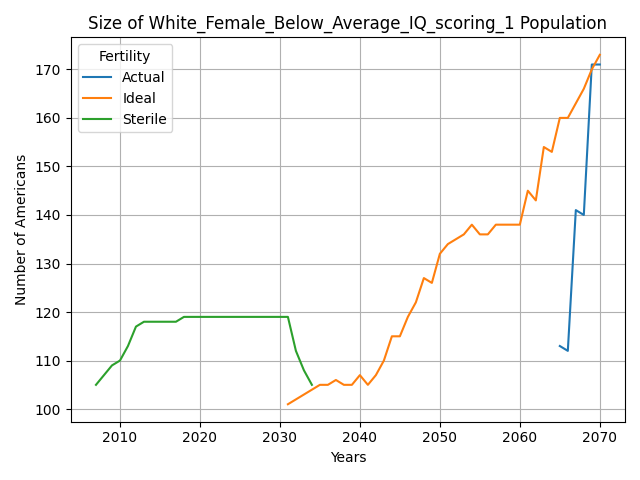 Size of White_Female_Below_Average_IQ_scoring_1 Population
Fertility
Actual
Ideal
Sterile
170
160
150
140
130
120
110
100
Number of Americans
2010 2020 2030 2040 2050 2060 2070
Years